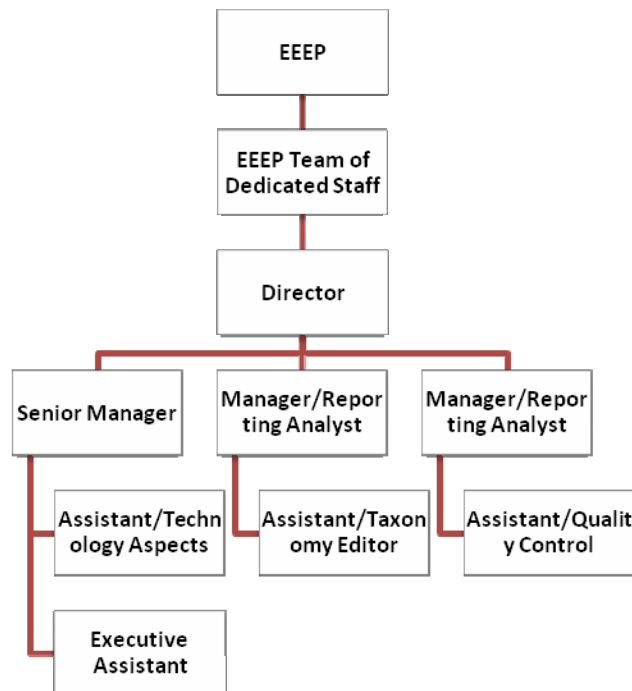 EEEP
EEEP Team of
Dedicated Staff
Director
Senior Manager
Manager/Repor
ting Analyst
Manager/Repor
ting Analyst
Assistant/Techn
ology Aspects
Assistant/Taxon
omy Editor
Assistant/Qualit
y Control
Executive
Assistant